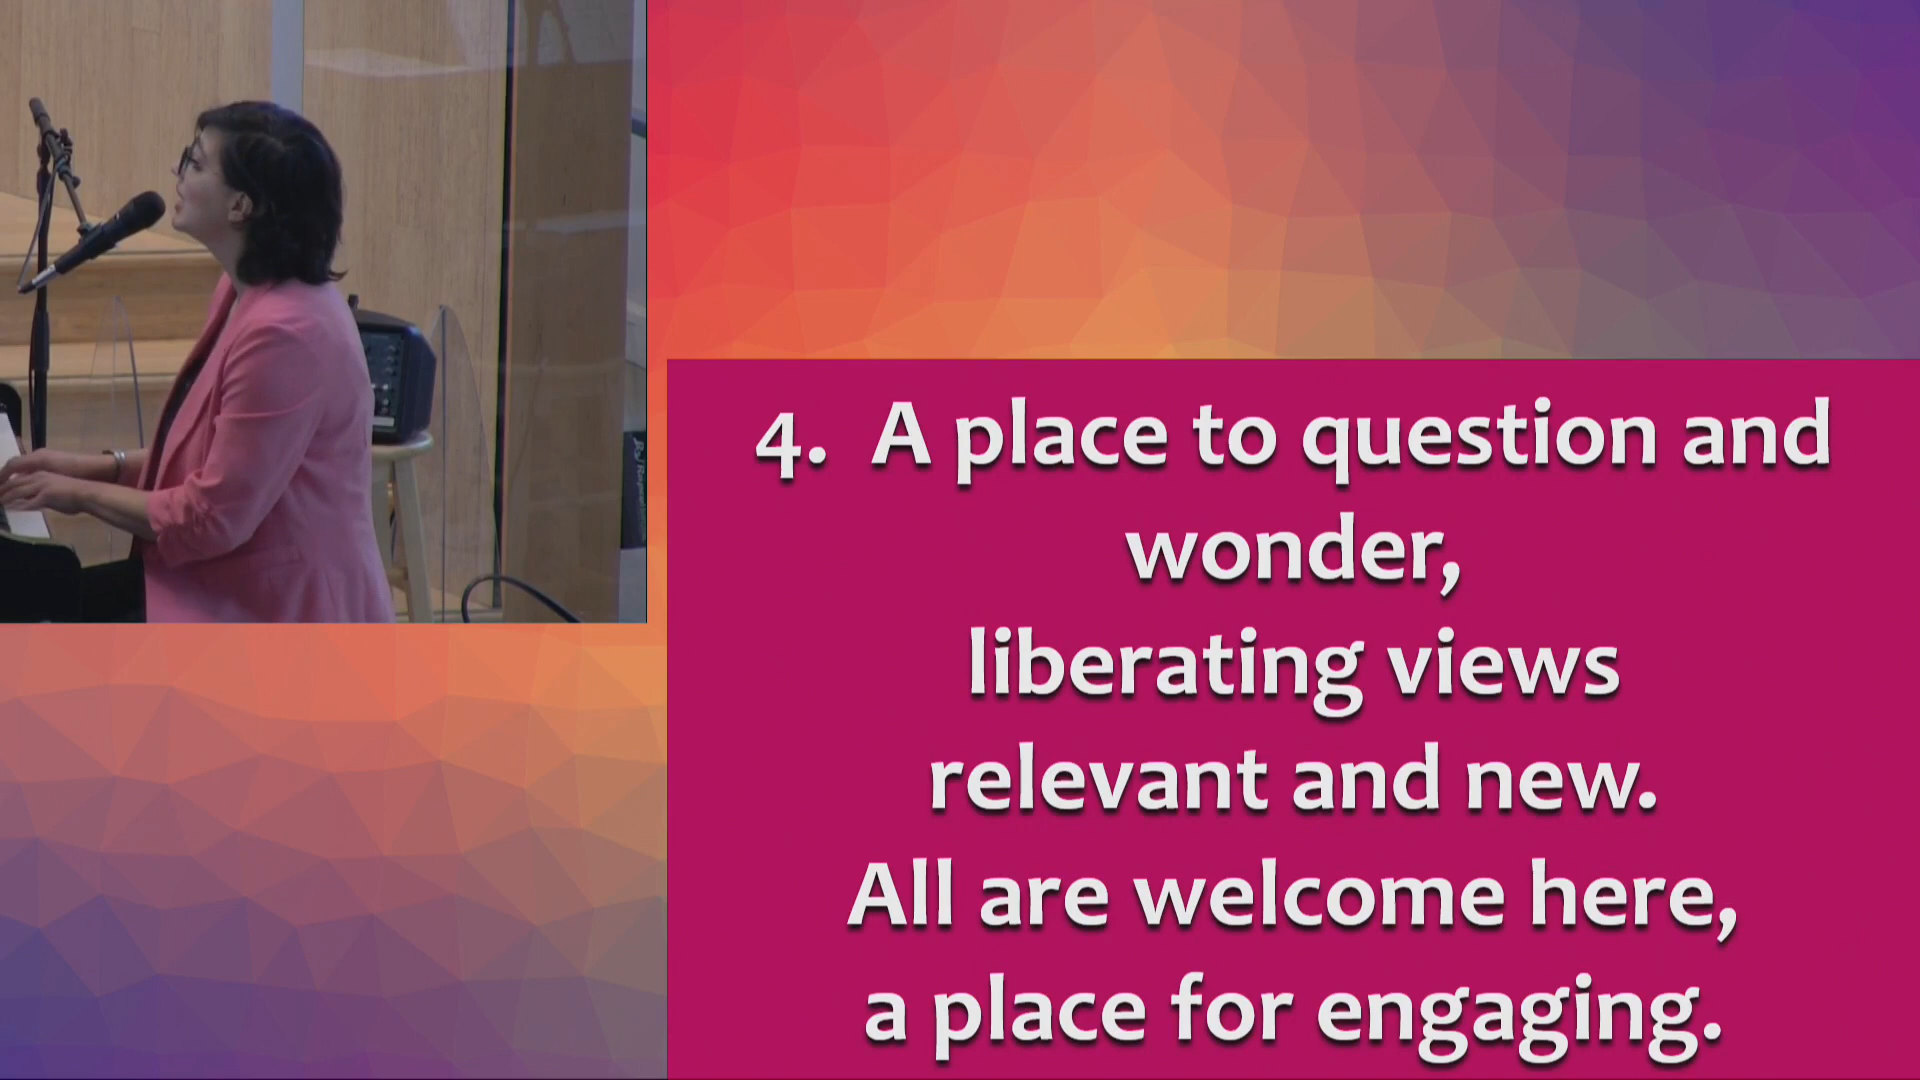 4. A place to question and
wonder,
liberating views
relevant and new.
All are welcome here,
a place for engaging.